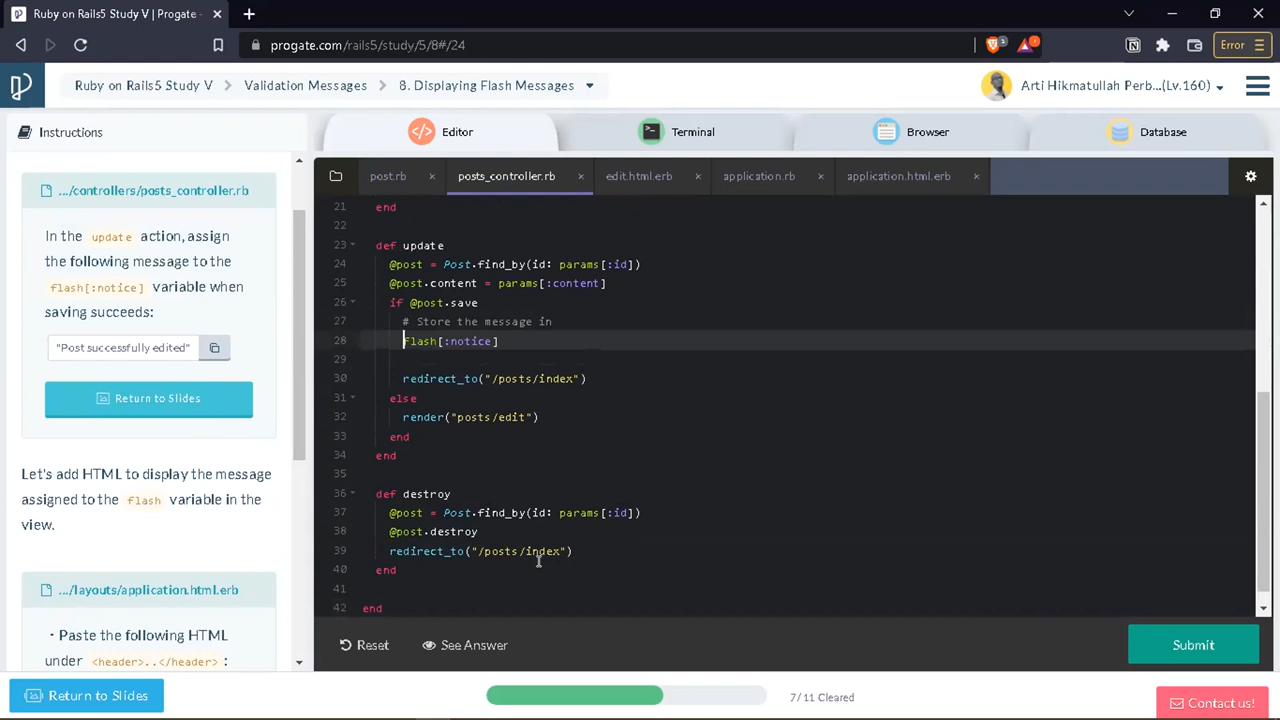 Ruby on Rails5 Study V | Progate -
progate.com/rails5/study/5/8#/24
Error
Ruby on Rails5 Study V
Validation Messages
8. Displaying Flash Messages
Arti Hikmatullah Perb...(Lv.160)
Instructions
Editor
Terminal
Browser
Database
post.rb
posts_controller.rb
edit.html.erb
application.rb
application.html.erb
.../controllers/posts_controller.rb
In the update action, assign
the following message to the
flash[:notice] variable when
saving succeeds:
"Post successfully edited"
Return to Slides
Let's add HTML to display the message
assigned to the flash variable in the
view.
.../layouts/application.html.erb
・Paste the following HTML
under <header>..</header> :
21 end
22
23 def update
24 @post = Post.find_by(id: params[:id])
25 @post.content = params[:content]
26 if @post.save
27 # Store the message in
28 flash[:notice]
29
30 redirect_to("/posts/index")
31 else
32 render("posts/edit")
33 end
34 end
35
36 def destroy
37 @post = Post.find_by(id: params[:id])
38 @post.destroy
39 redirect_to("/posts/index")
40 end
41
42 end
Reset
See Answer
Submit
Return to Slides
7/11 Cleared
Contact us!